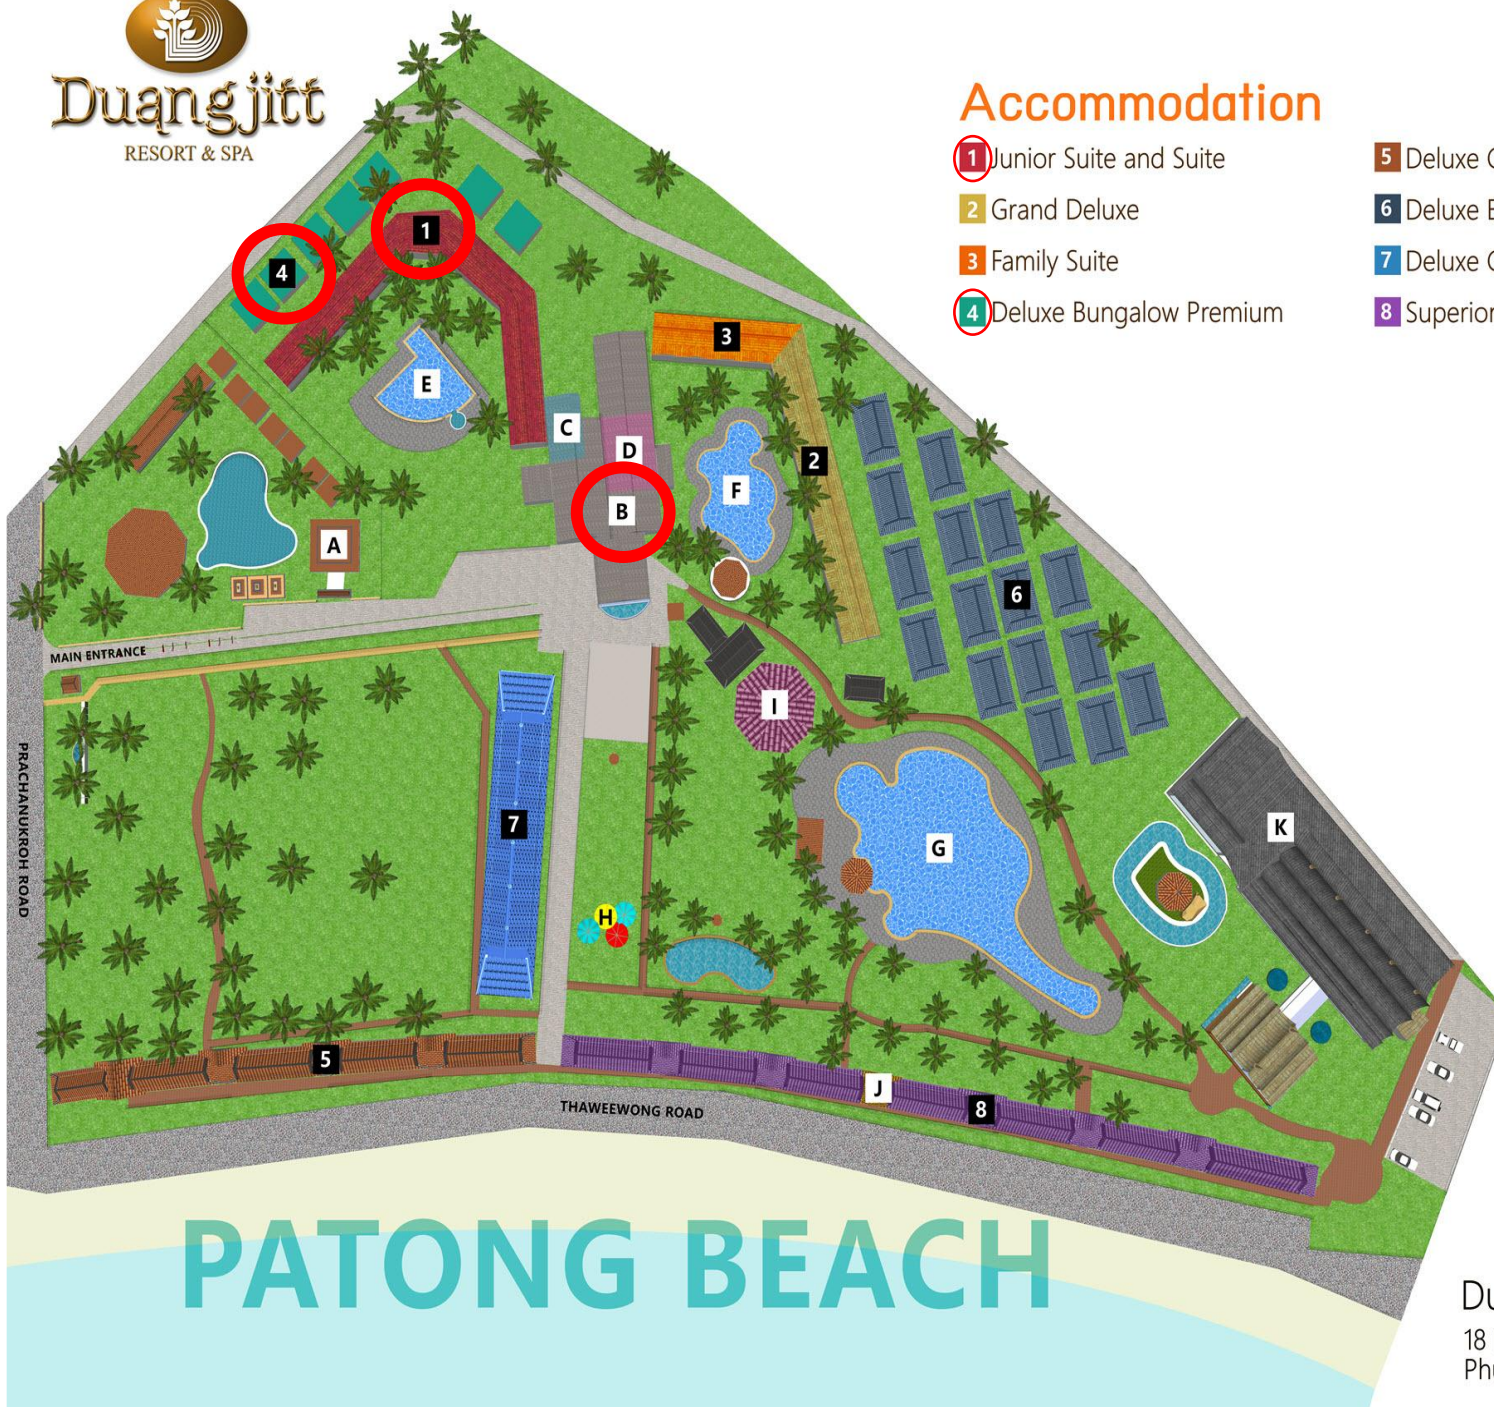 Duangjitt
RESORT & SPA
Accommodation
1 Junior Suite and Suite
2 Grand Deluxe
3 Family Suite
4 Deluxe Bungalow Premium
5 Deluxe
6 Deluxe
7 Deluxe
8
1
4
3
E
C
D
2
F
B
A
6
MAIN ENTRANCE
I
PRACHANUKROH ROAD
7
G
K
H
5
J
8
THAWEEWONG ROAD
PATONG BEACH
18